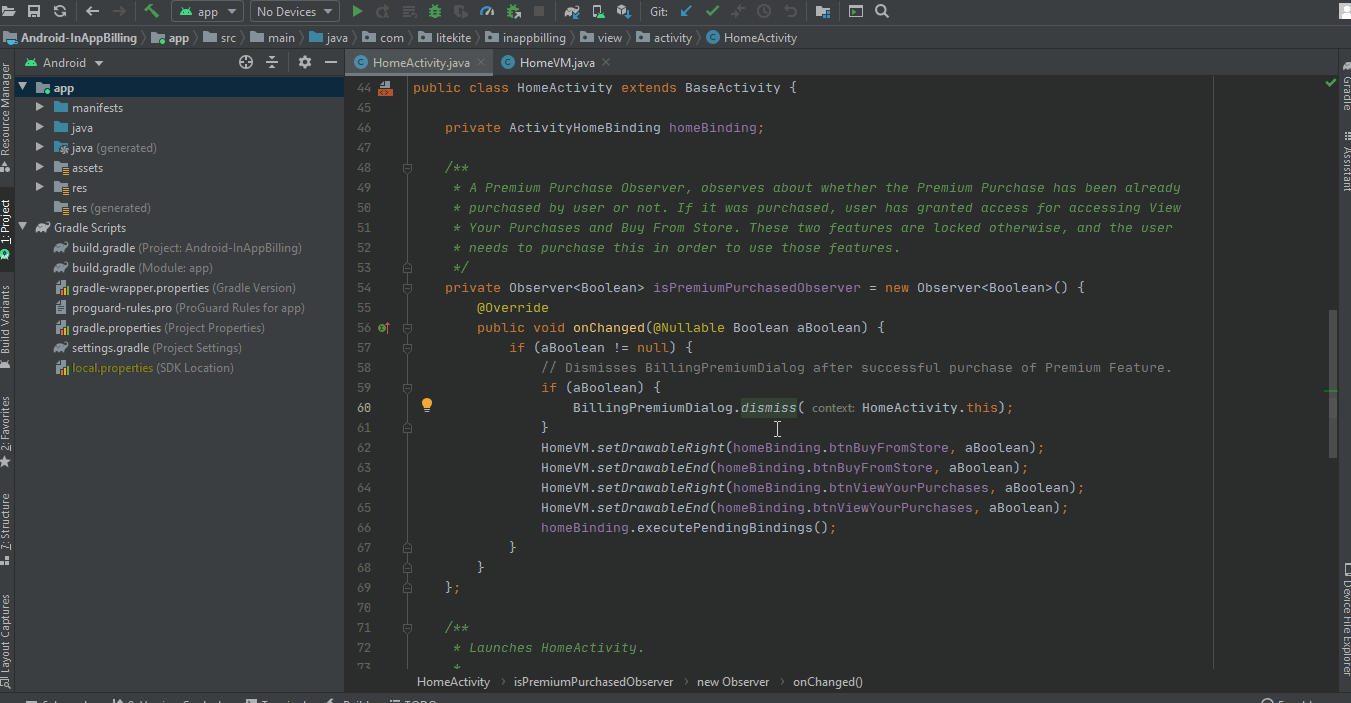 app
No Devices
Git:
Android-InAppBilling
app
src
main
java
com
litekite
inappbilling
view
activity
HomeActivity
Android
HomeActivity.java
HomeVM.java
Resource Manager
1: Project
Build Variants
2: Favorites
7: Structure
Layout Captures
app
manifests
java
java (generated)
assets
res
res (generated)
Gradle Scripts
build.gradle (Project: Android-InAppBilling)
build.gradle (Module: app)
gradle-wrapper.properties (Gradle Version)
proguard-rules.pro (ProGuard Rules for app)
gradle.properties (Project Properties)
settings.gradle (Project Settings)
local.properties (SDK Location)
44 public class HomeActivity extends BaseActivity {
45
46 private ActivityHomeBinding homeBinding;
47
48 /**
49 * A Premium Purchase Observer, observes about whether the Premium Purchase has been already
50 * purchased by user or not. If it was purchased, user has granted access for accessing View
51 * Your Purchases and Buy From Store. These two features are locked otherwise, and the user
52 * needs to purchase this in order to use those features.
53 */
54 private Observer<Boolean> isPremiumPurchasedObserver = new Observer<Boolean>() {
55 @Override
56 public void onChanged(@Nullable Boolean aBoolean) {
57 if (aBoolean != null) {
58 // Dismisses BillingPremiumDialog after successful purchase of Premium Feature.
59 if (aBoolean) {
60 BillingPremiumDialog.dismiss( context: HomeActivity.this);
61 }
62 HomeVM.setDrawableRight(homeBinding.btnBuyFromStore, aBoolean);
63 HomeVM.setDrawableEnd(homeBinding.btnBuyFromStore, aBoolean);
64 HomeVM.setDrawableRight(homeBinding.btnViewYourPurchases, aBoolean);
65 HomeVM.setDrawableEnd(homeBinding.btnViewYourPurchases, aBoolean);
66 homeBinding.executePendingBindings();
67 }
68 }
69 };
70
71 /**
72 * Launches HomeActivity.
73 *
HomeActivity
isPremiumPurchasedObserver
new Observer
onChanged()
Gradle
Assistant
Device File Explorer